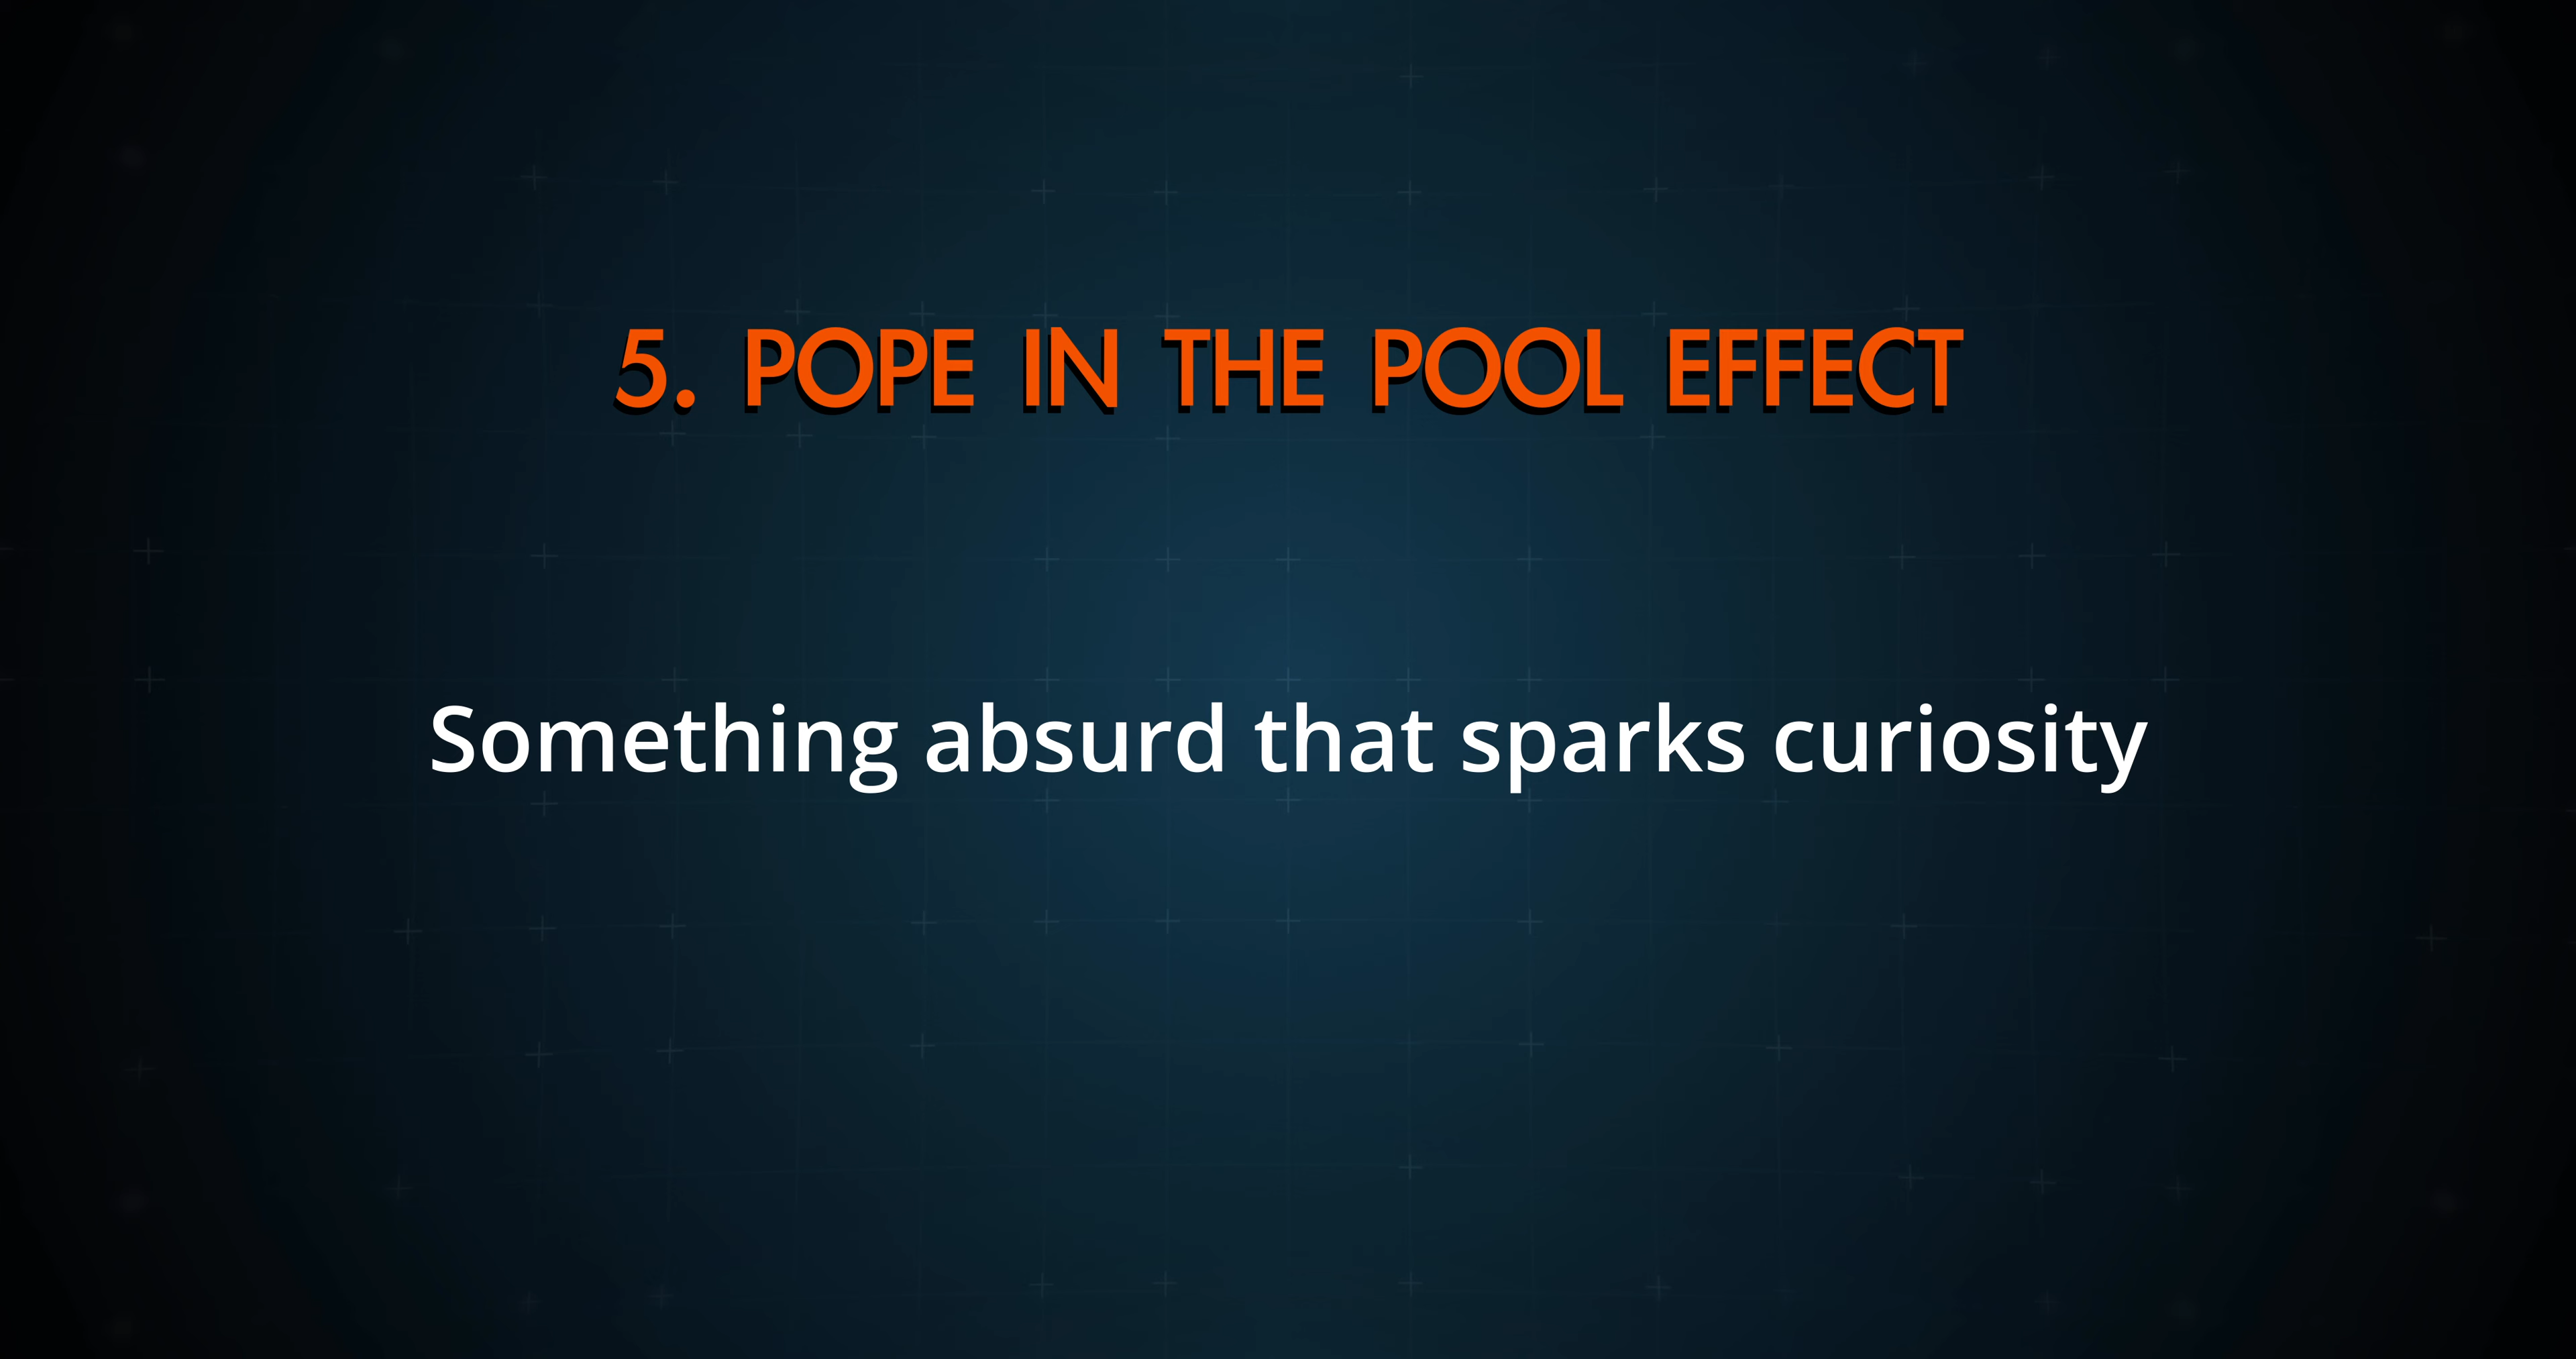 5. POPE IN THE POOL EFFECT
Something absurd that sparks curiosity